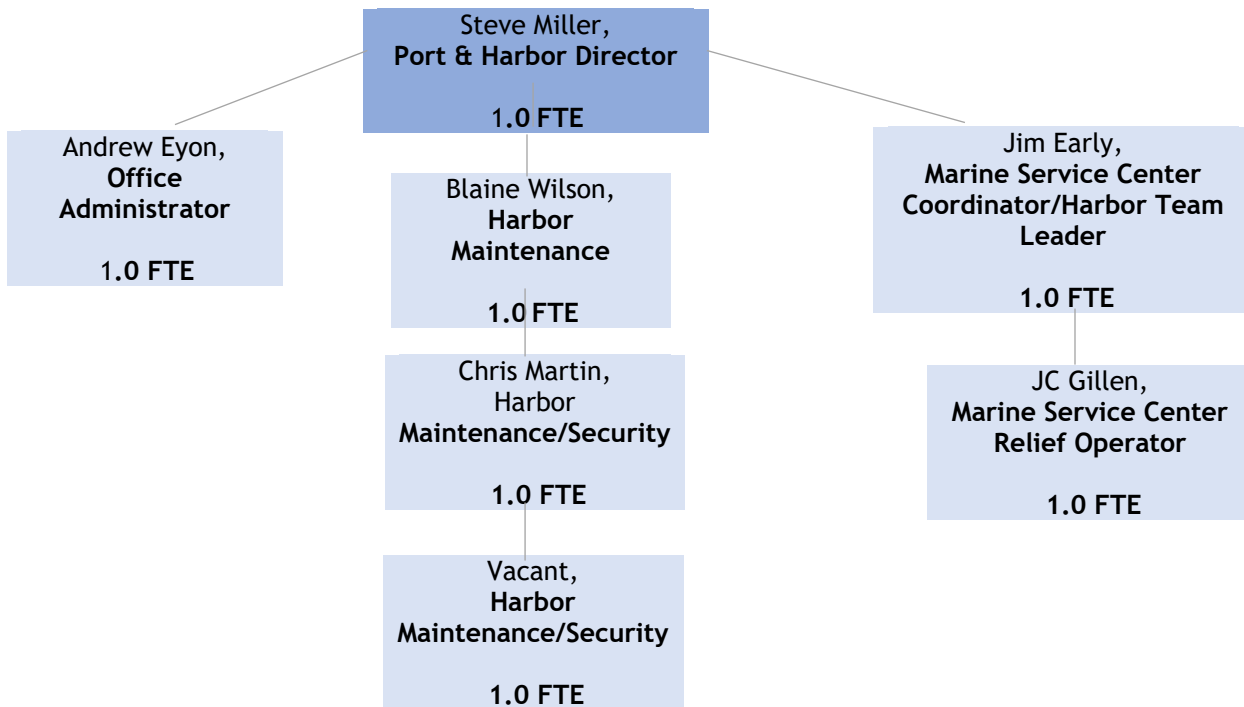 Steve Miller,
Port & Harbor Director
1.0 FTE
Andrew Eyon,
Office
Administrator
1.0 FTE
Blaine Wilson,
Harbor
Maintenance
1.0 FTE
Chris Martin,
Harbor
Maintenance/Security
1.0 FTE
Vacant,
Harbor
Maintenance/Security
1.0 FTE
Jim Early,
Marine Service Center
Coordinator/Harbor Team
Leader
1.0 FTE
JC Gillen,
Marine Service Center
Relief Operator
1.0 FTE